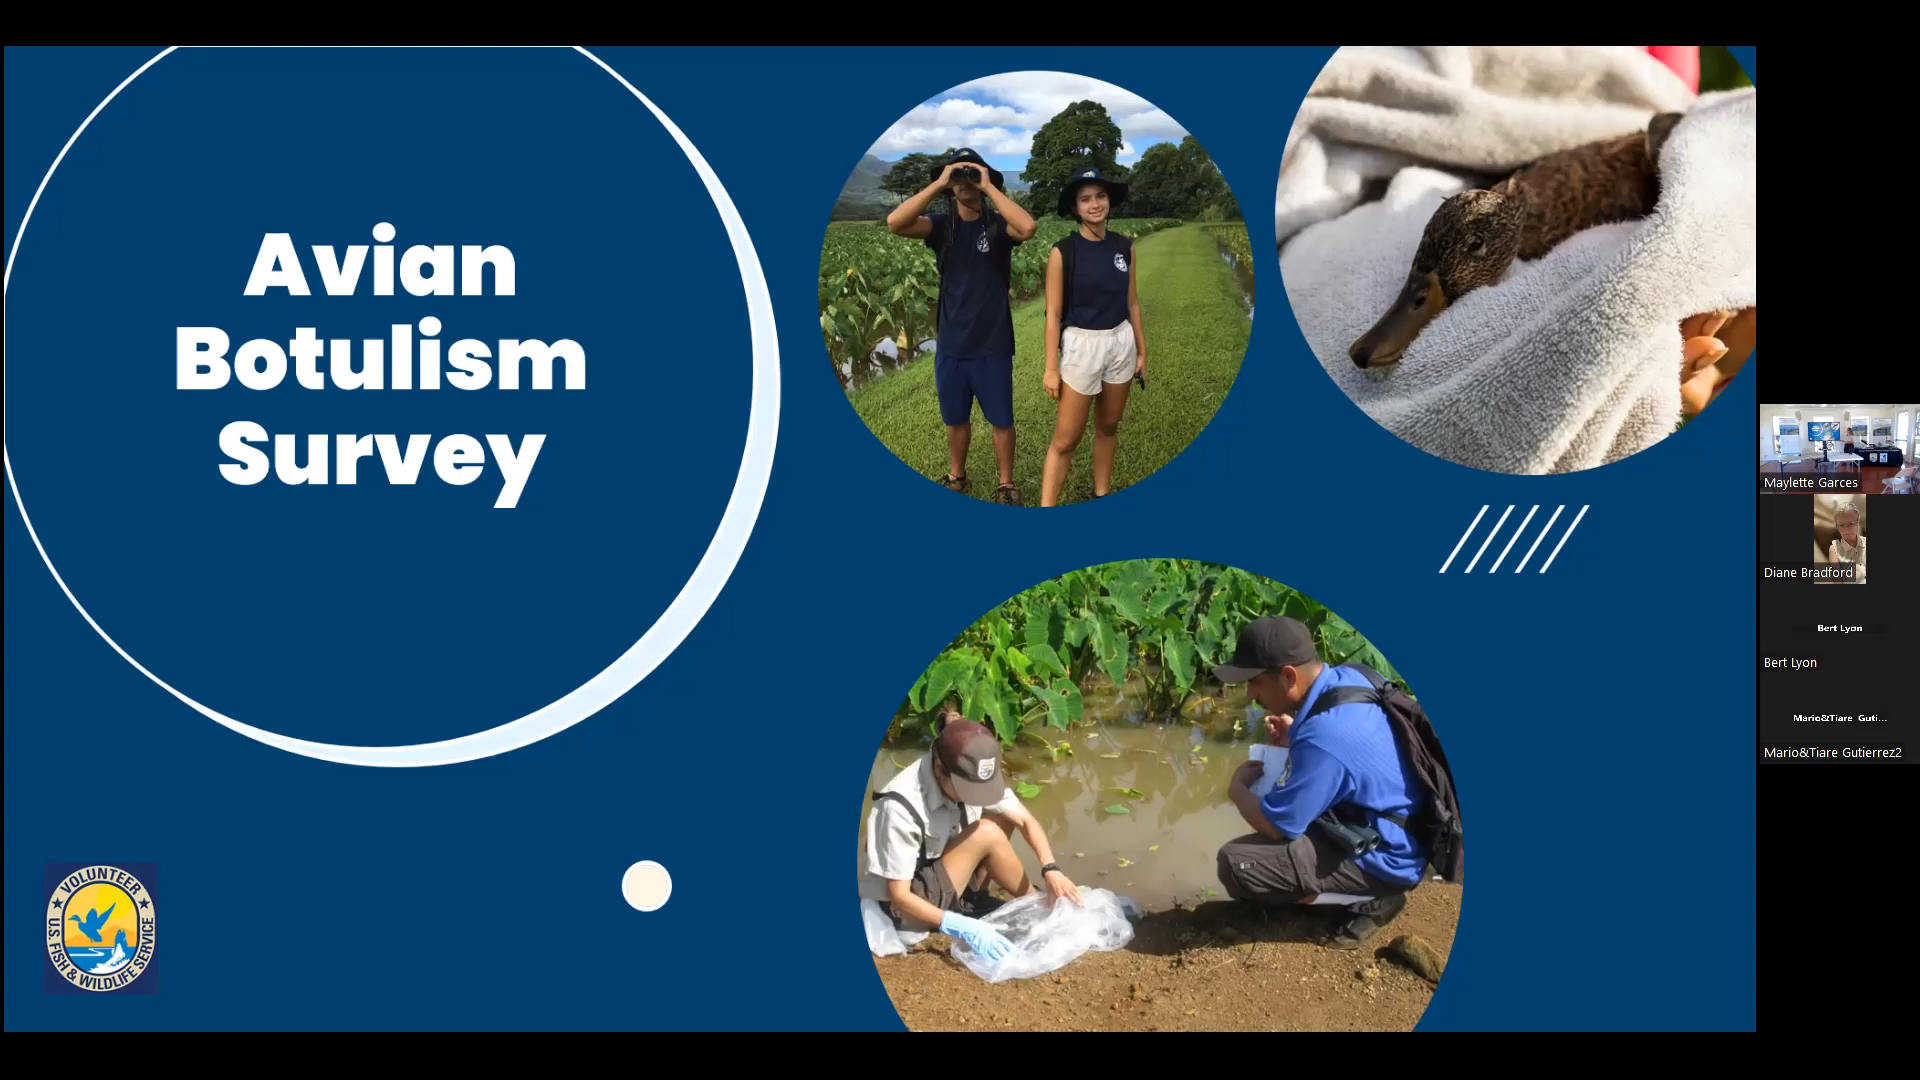 Avian
Botulism
Survey
VOLUNTEER
U.S. FISH & WILDLIFE SERVICE
Maylette Garces
Diane Bradford
Bert Lyon
Bert Lyon
Mario&Tiare Guti...
Mario&Tiare Gutierrez2